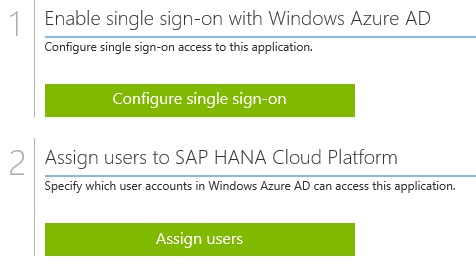 1
Enable single sign-on with Windows Azure AD
Configure single sign-on access to this application.
Configure single sign-on
2
Assign users to SAP HANA Cloud Platform
Specify which user accounts in Windows Azure AD can access this application.
Assign users